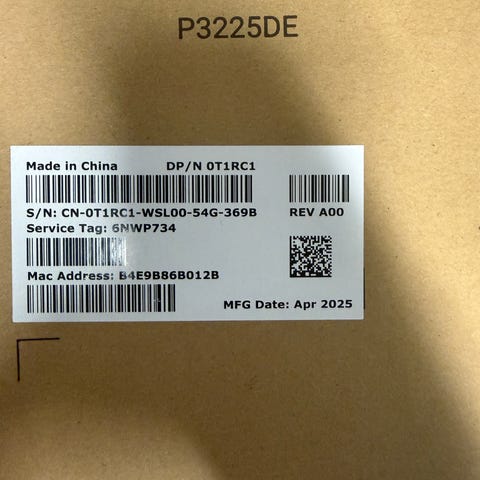 P3225DE
Made in China DP/N 0T1RC1
S/N: CN-0T1RC1-WSL00-54G-369B REV A00
Service Tag: 6NWP734
Mac Address: B4E9B86B012B
MFG Date: Apr 2025